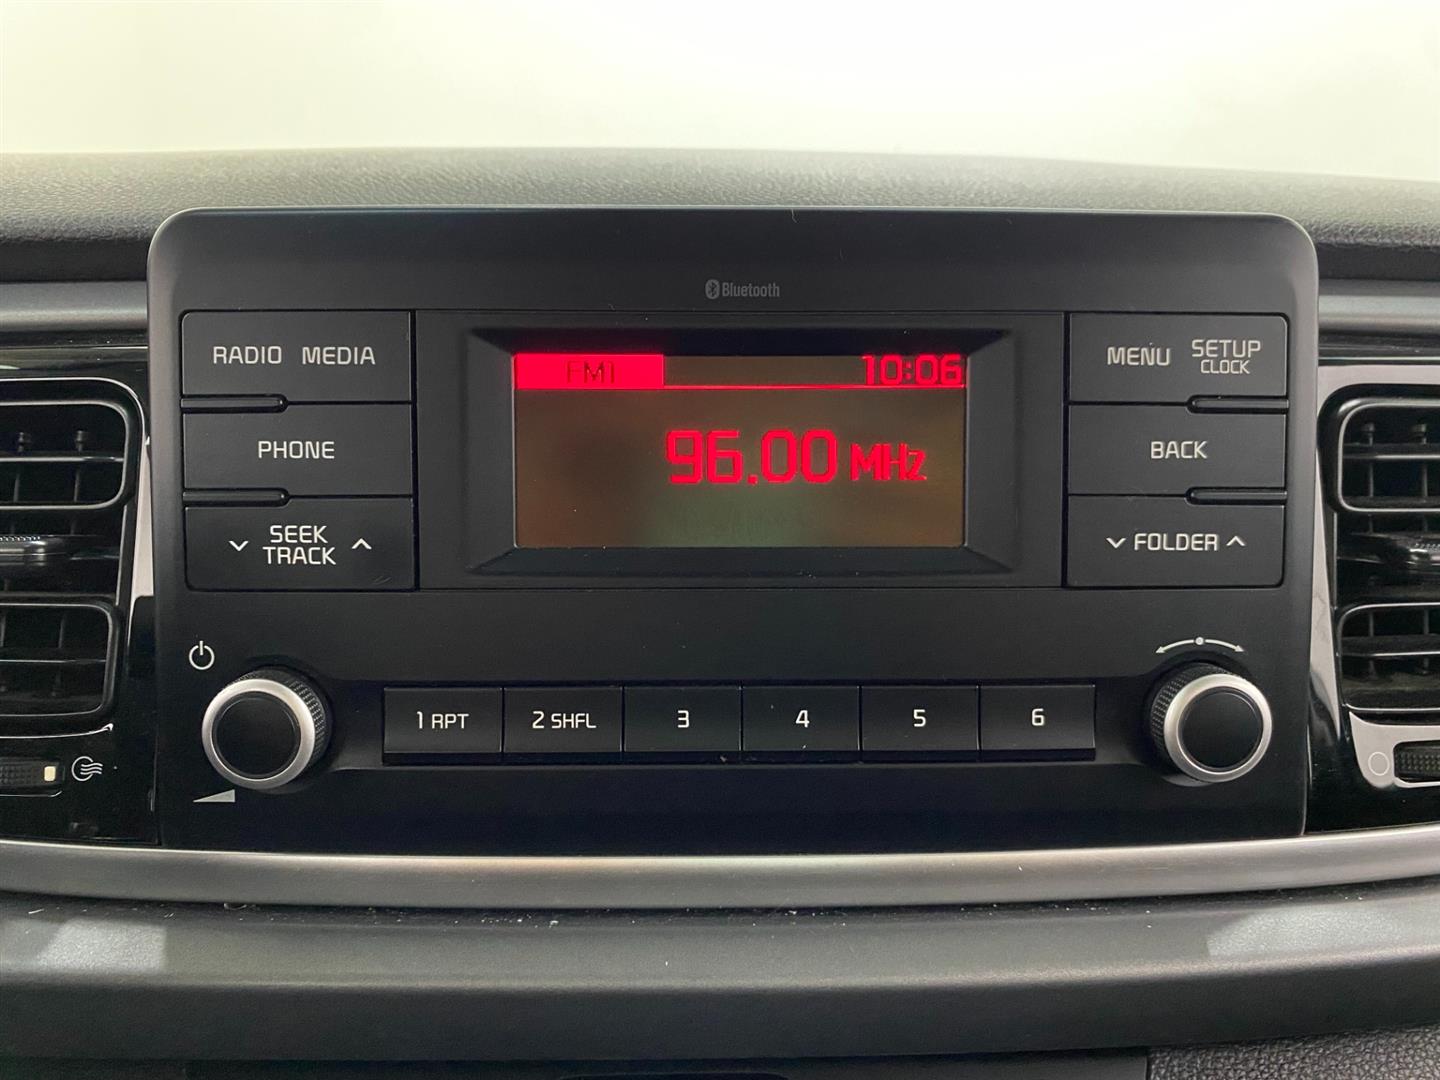 Bluetooth
RADIO MEDIA
PHONE
SEEK
TRACK
FM1 10:06
96.00 MHz
MENU SETUP
CLOCK
BACK
FOLDER
1 RPT 2 SHFL 3 4 5 6